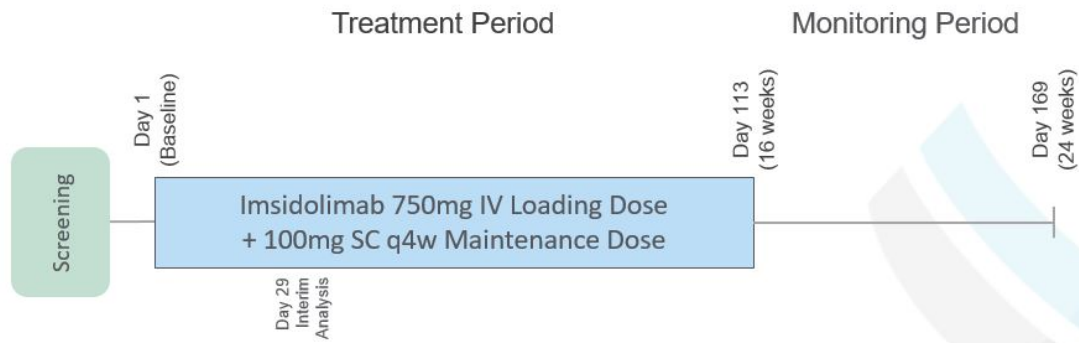 Treatment Period
Monitoring Period
Day 1
(Baseline)
Day 113
(16 weeks)
Day 169
(24 weeks)
Screening
Imsidolimab 750mg IV Loading Dose
+ 100mg SC q4w Maintenance Dose
Day 29
Interim
Analysis